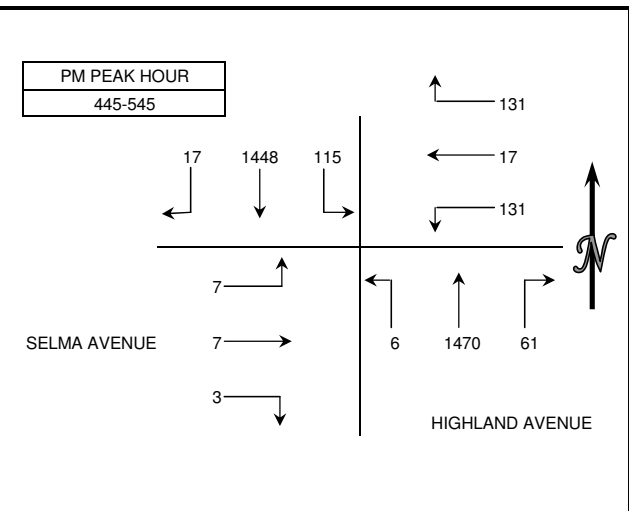 PM PEAK HOUR
445-545
131
17 1448 115
17
131
7
N
SELMA AVENUE
7
6 1470 61
3
HIGHLAND AVENUE